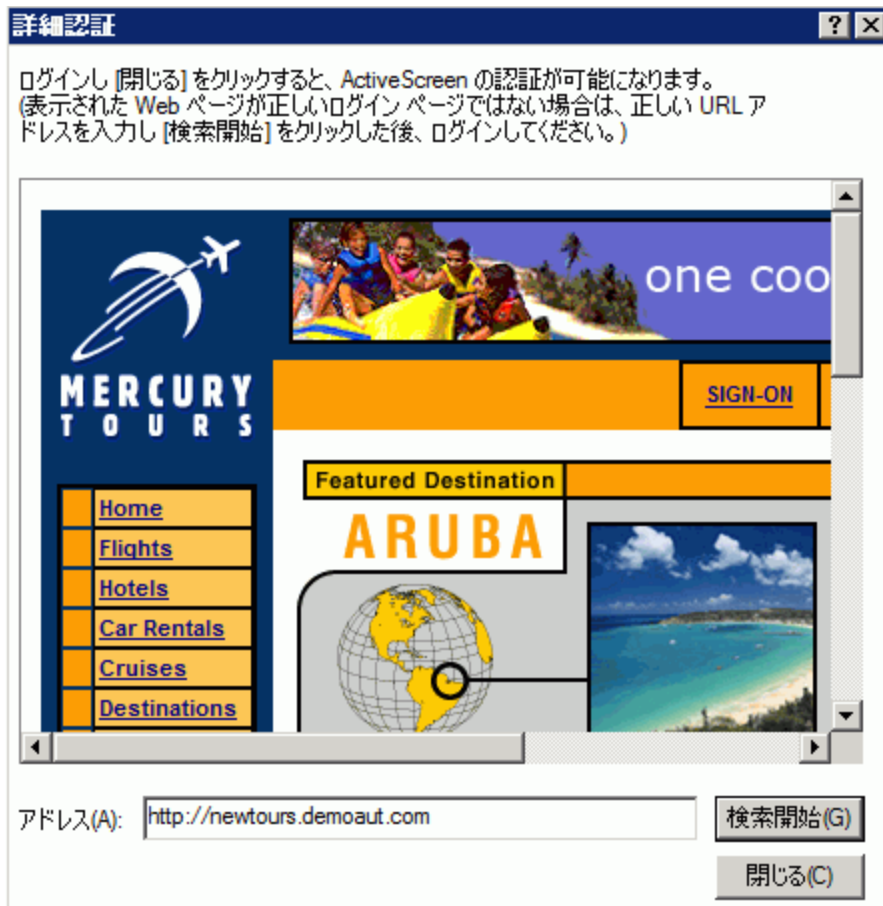 詳細認証
ログインし [閉じる] をクリックすると、ActiveScreen の認証が可能になります。
(表示された Web ページが正しいログイン ページではない場合は、正しい URL ア
ドレスを入力し [検索開始] をクリックした後、ログインしてください。)
one coo
MERCURY
TOURS
SIGN-ON
Featured Destination
ARUBA
Home
Flights
Hotels
Car Rentals
Cruises
Destinations
アドレス(A): http://newtours.demoaut.com 検索開始(G)
閉じる(C)